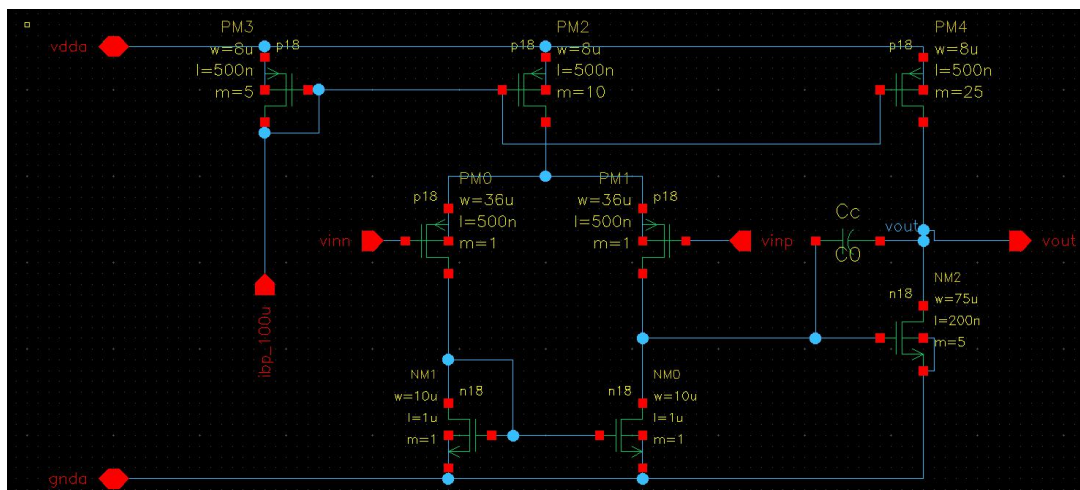 PM3
PM2
PM4
vdda
w=8u
p18
l=500n
m=5
p18
w=8u
l=500n
m=10
p18
w=8u
l=500n
m=25
PM0
p18
w=36u
l=500n
m=1
PM1
p18
w=36u
l=500n
m=1
vinn
vinp
Cc
C0
vout
vout
ibp_100u
NM2
n18
w=75u
l=200n
m=5
NM1
n18
w=10u
l=1u
m=1
NM0
n18
w=10u
l=1u
m=1
gnda